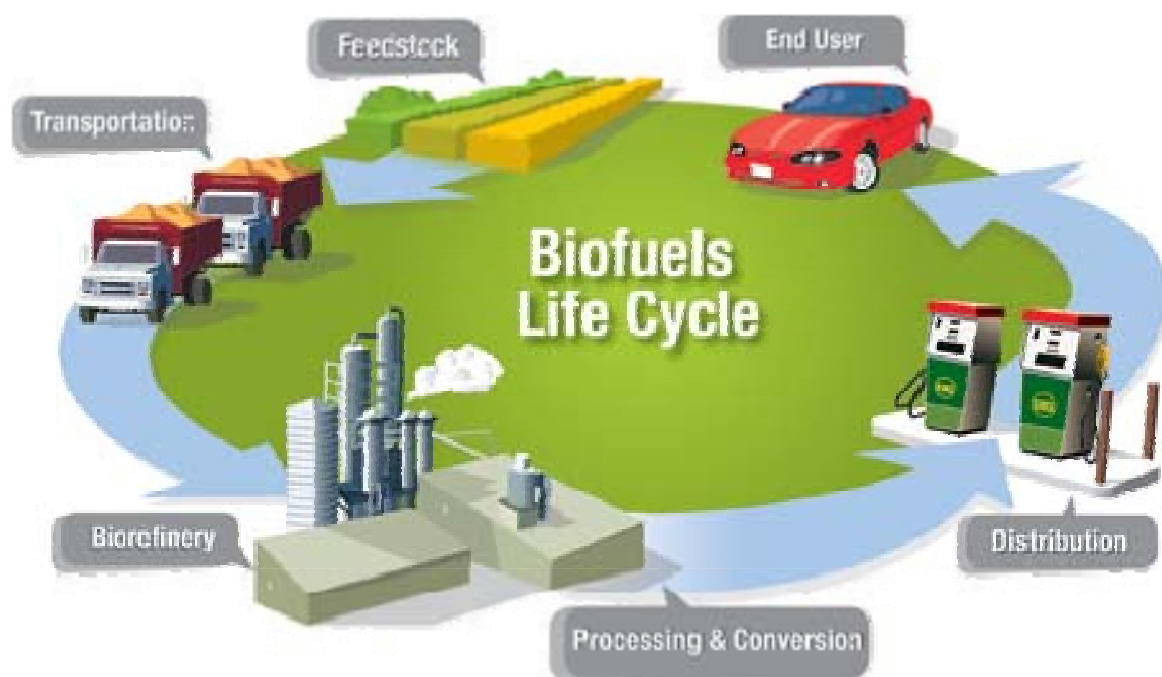 Feedstock
End User
Transportation
Biofuels
Life Cycle
Biorefinery
Distribution
Processing & Conversion